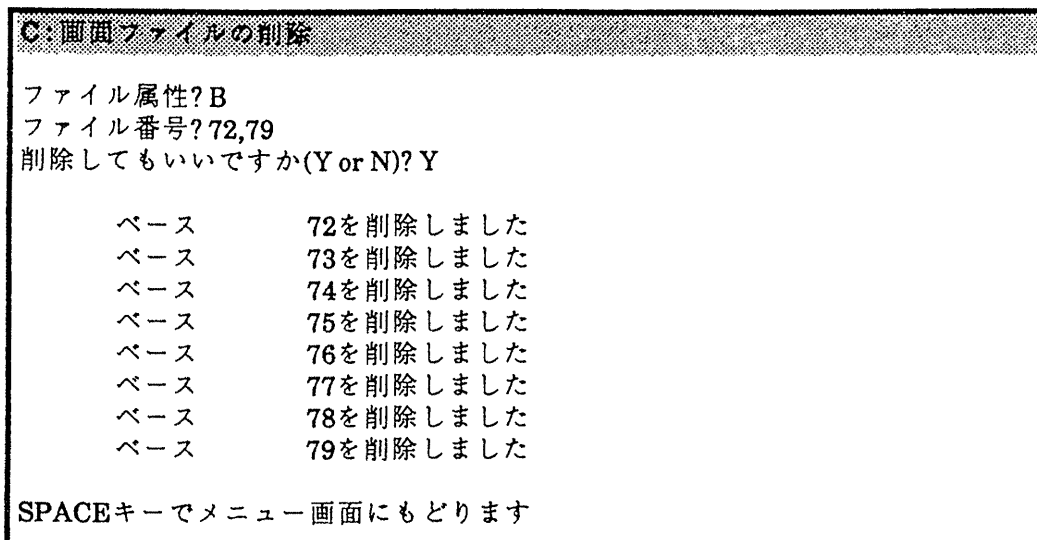 C:画面ファイルの削除
ファイル属性?B
ファイル番号?72,79
削除してもいいですか(Y or N)?Y
ベース 72を削除しました
ベース 73を削除しました
ベース 74を削除しました
ベース 75を削除しました
ベース 76を削除しました
ベース 77を削除しました
ベース 78を削除しました
ベース 79を削除しました
SPACEキーでメニュー画面にもどります